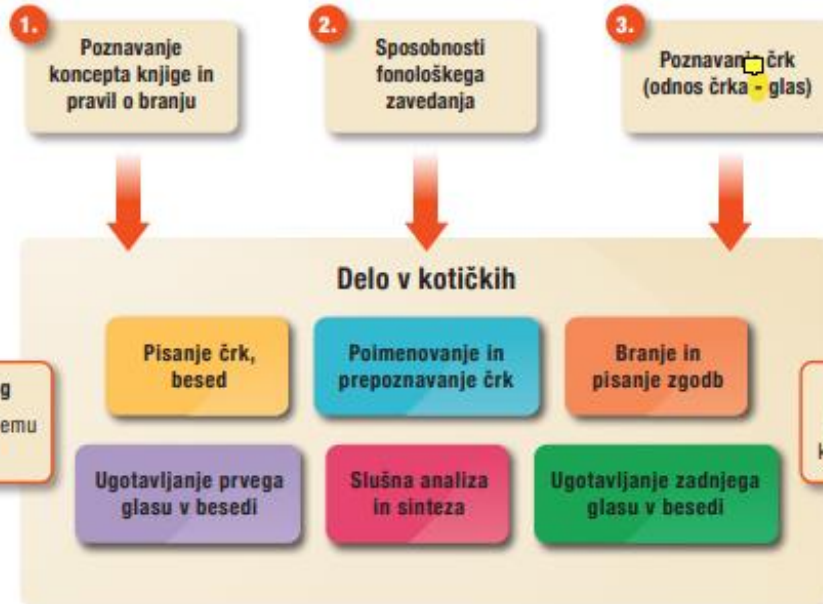 1.
Poznavanje
koncepta knjige in
pravil o branju
2.
Sposobnosti
fonološkega
zavedanja
3.
Poznavanje črk
(odnos črka - glas)
Delo v kotičkih
Pisanje črk,
besed
Poimenovanje in
prepoznavanje črk
Branje in
pisanje zgodb
g
emu
Ugotavljanje prvega
glasu v besedi
Slušna analiza
in sinteza
Ugotavljanje zadnjega
glasu v besedi
k